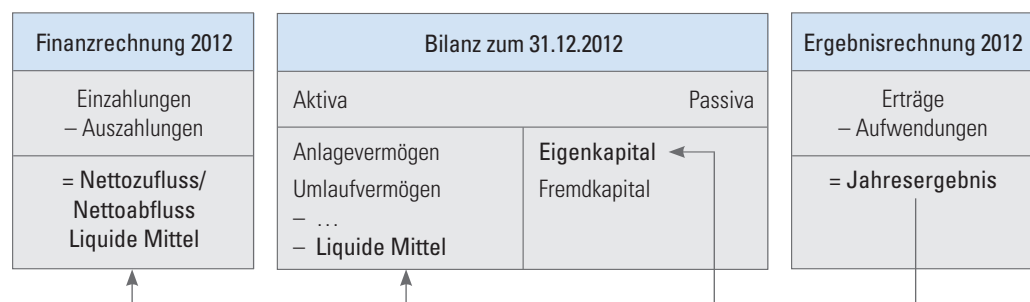 Finanzrechnung 2012
Einzahlungen
– Auszahlungen
= Nettozufluss/
Nettoabfluss
Liquide Mittel
Bilanz zum 31.12.2012
Aktiva Passiva
Anlagevermögen
Umlaufvermögen
– ...
– Liquide Mittel
Eigenkapital
Fremdkapital
Ergebnisrechnung 2012
Erträge
– Aufwendungen
= Jahresergebnis